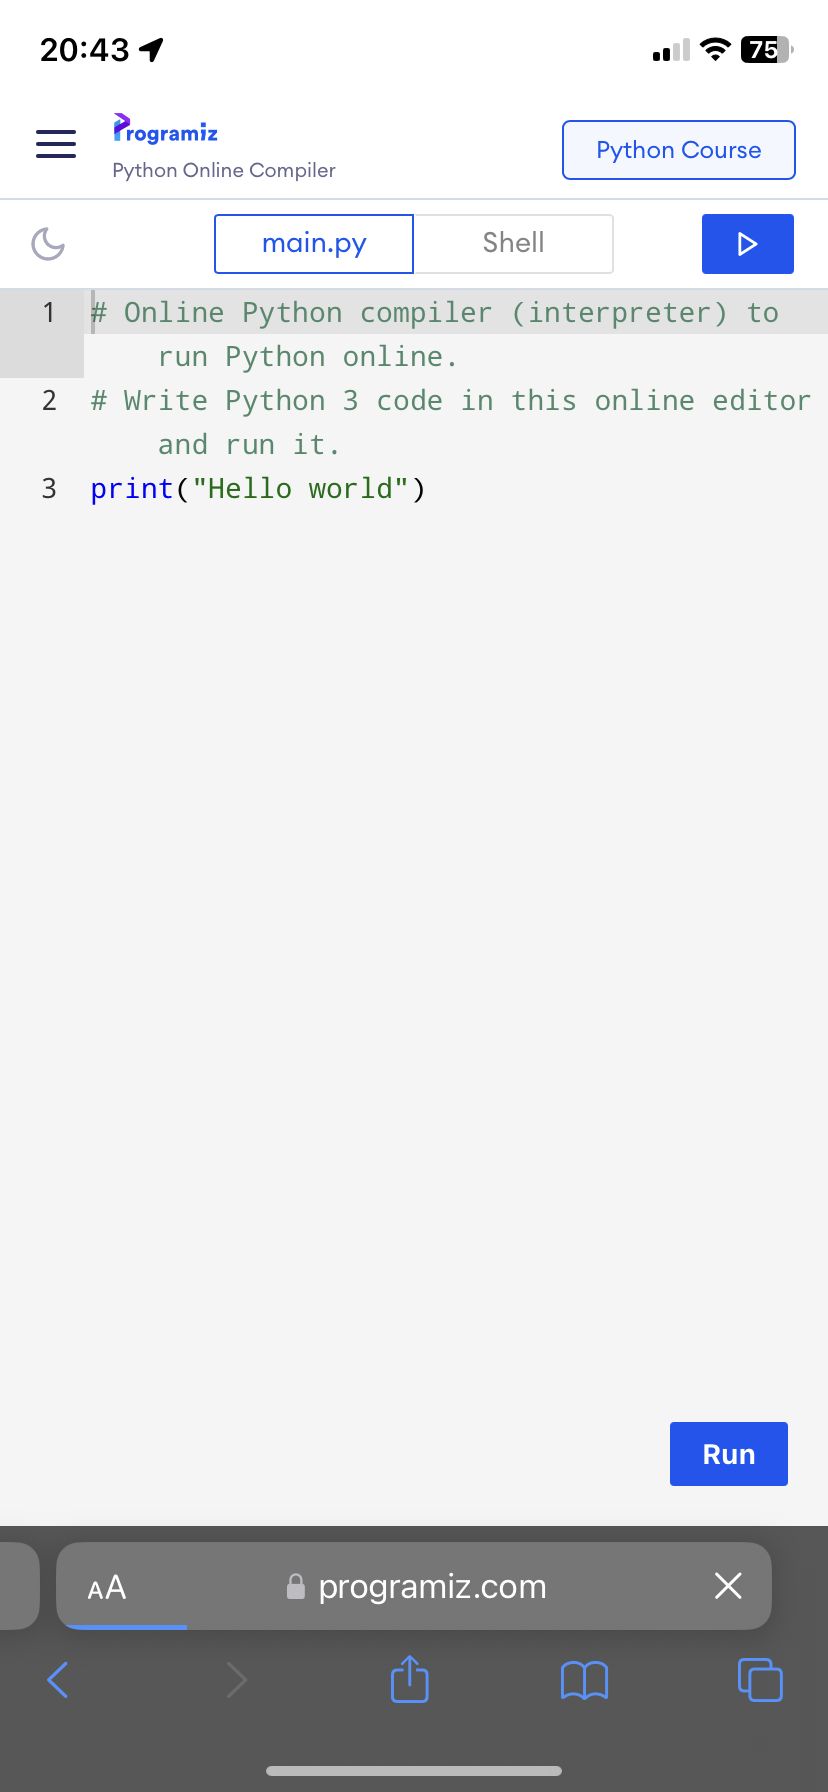 20:43
75
Programiz
Python Online Compiler
Python Course
main.py
Shell
1 # Online Python compiler (interpreter) to
run Python online.
2 # Write Python 3 code in this online editor
and run it.
3 print("Hello world")
Run
AA
programiz.com